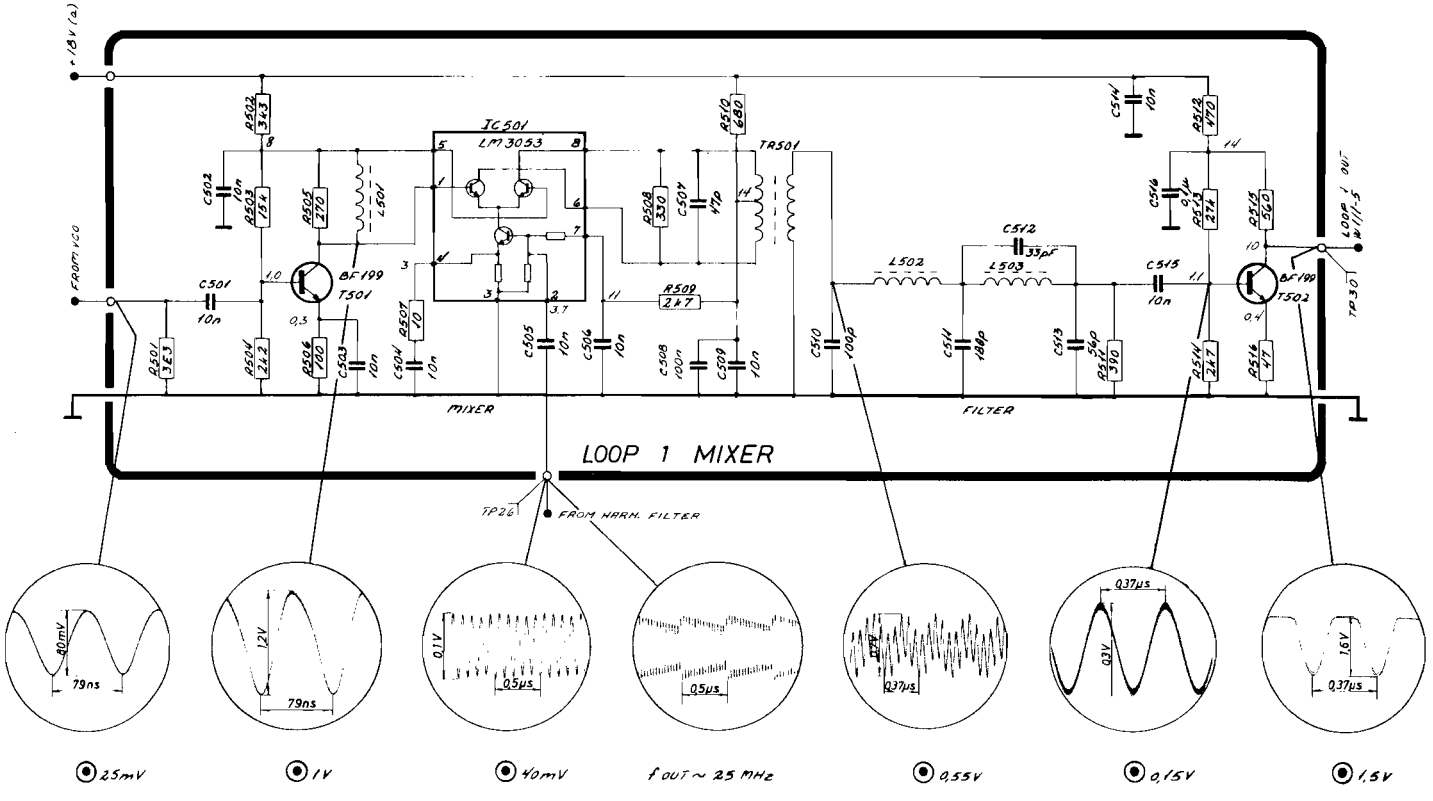 +18V(a)
R502
3k3
8
C502
10n
R503
15k
R505
270
L501
IC501
LM3053
5
8
1
6
7
4
3
3
2
3,7
R510
680
TR501
R508
330
C507
47p
14
C514
10n
R512
470
14
C516
0,1µ
R513
27k
R515
560
10
LOOP 1 OUT
W111-5
TP30
FROM VCO
C501
10n
1,0
BF199
T501
0,3
R501
3E3
R504
2k2
R506
100
C503
10n
R507
10
C504
10n
C505
10n
C506
10n
11
R509
2k7
C508
100n
C509
10n
C510
100p
L502
C512
33pF
L503
C511
180p
C513
56p
R511
390
C515
10n
1,1
BF199
T502
0,4
R514
2k7
R516
47
MIXER
FILTER
LOOP 1 MIXER
TP26
FROM HARM. FILTER
80mV
79ns
1,2V
79ns
0,1V
0,5µs
0,5µs
0,37µs
0,37µs
0,3V
1,6V
0,37µs
25mV
1V
40mV
f OUT ~ 25 MHz
0,55V
0,15V
1,5V